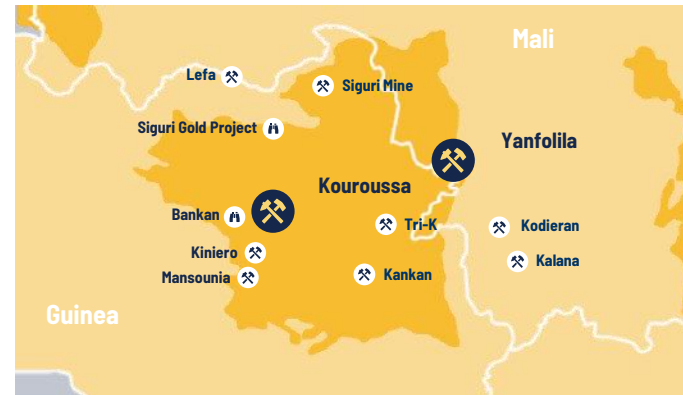 Mali
Lefa
Siguri Mine
Siguri Gold Project
Yanfolila
Kouroussa
Bankan
Tri-K
Kodieran
Kiniero
Kalana
Mansounia
Kankan
Guinea